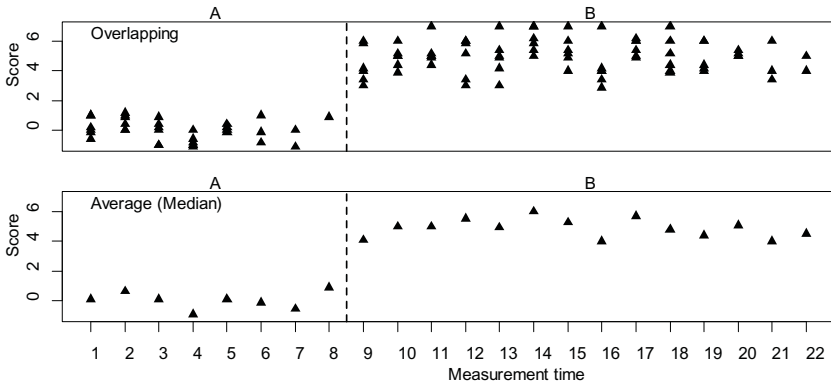 A B
Overlapping
Score
6
4
2
0
A B
Average (Median)
Score
6
4
2
0
1 2 3 4 5 6 7 8 9 10 11 12 13 14 15 16 17 18 19 20 21 22
Measurement time